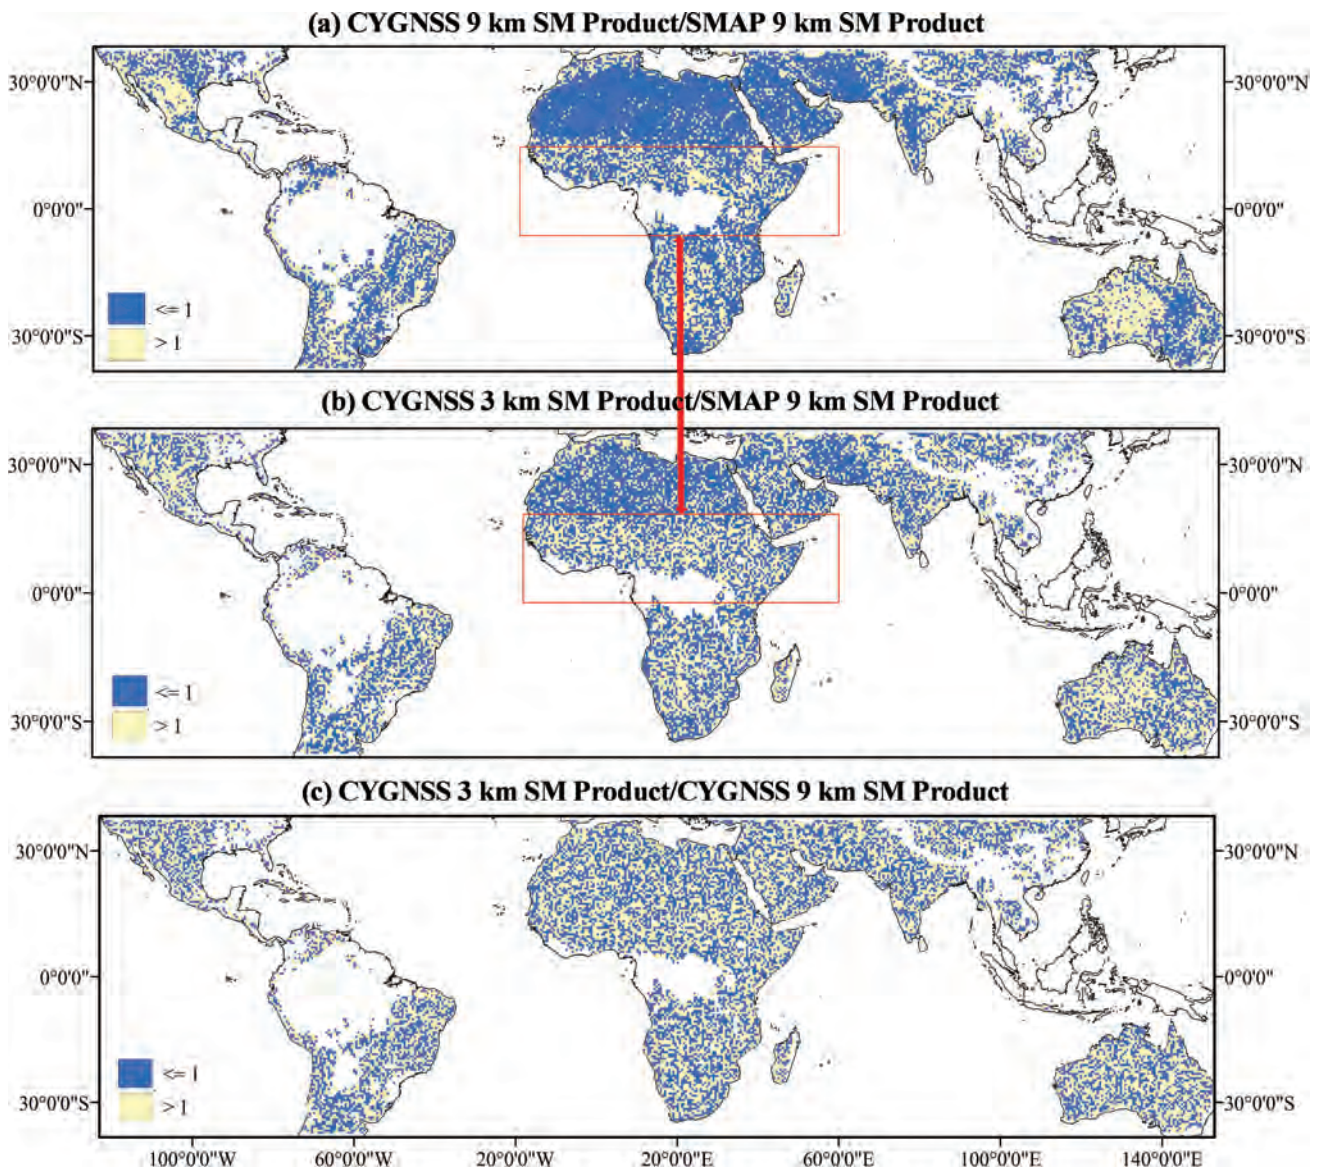 (a) CYGNSS 9 km SM Product/SMAP 9 km SM Product
30°0'0"N 30°0'0"N
0°0'0" 0°0'0"
<= 1
> 1
30°0'0"S 30°0'0"S
(b) CYGNSS 3 km SM Product/SMAP 9 km SM Product
30°0'0"N 30°0'0"N
0°0'0" 0°0'0"
<= 1
> 1
30°0'0"S 30°0'0"S
(c) CYGNSS 3 km SM Product/CYGNSS 9 km SM Product
30°0'0"N 30°0'0"N
0°0'0" 0°0'0"
<= 1
> 1
30°0'0"S 30°0'0"S
100°0'0"W 60°0'0"W 20°0'0"W 20°0'0"E 60°0'0"E 100°0'0"E 140°0'0"E